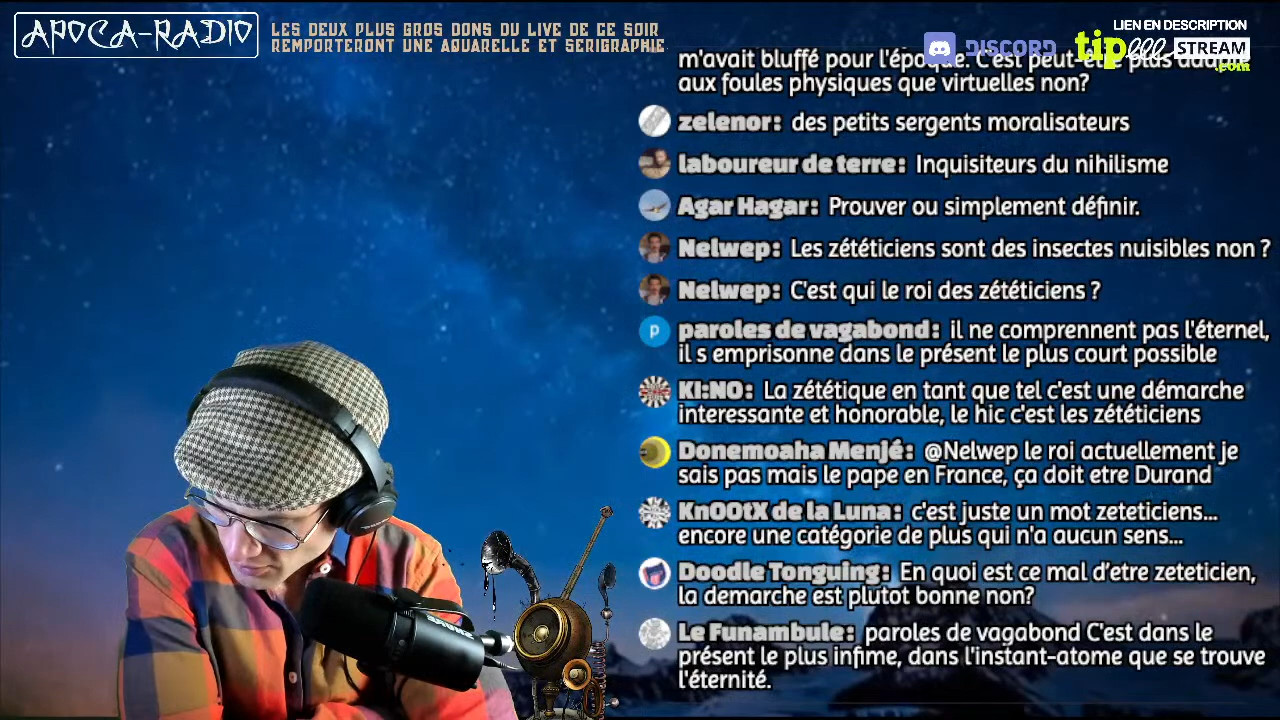 APOCA-RADIO
LES DEUX PLUS GROS DONS DU LIVE DE CE SOIR
REMPORTERONT UNE AQUARELLE ET SERIGRAPHIE
LIEN EN DESCRIPTION
DISCORD
tipeee STREAM
.com
m'avait bluffé pour l'époque. C'est peut-être plus adapté
aux foules physiques que virtuelles non?
zelenor: des petits sergents moralisateurs
laboureur de terre: Inquisiteurs du nihilisme
Agar Hagar: Prouver ou simplement définir.
Nelwep: Les zététiciens sont des insectes nuisibles non ?
Nelwep: C'est qui le roi des zététiciens ?
p
paroles de vagabond: il ne comprennent pas l'éternel,
il s emprisonne dans le présent le plus court possible
KI:NO: La zététique en tant que tel c'est une démarche
interessante et honorable, le hic c'est les zététiciens
Donemoaha Menjé: @Nelwep le roi actuellement je
sais pas mais le pape en France, ça doit etre Durand
KnOOtX de la Luna: c'est juste un mot zeteticiens...
encore une catégorie de plus qui n'a aucun sens...
Doodle Tonguing: En quoi est ce mal d'etre zeteticien,
la demarche est plutot bonne non?
Le Funambule: paroles de vagabond C'est dans le
présent le plus infime, dans l'instant-atome que se trouve
l'éternité.